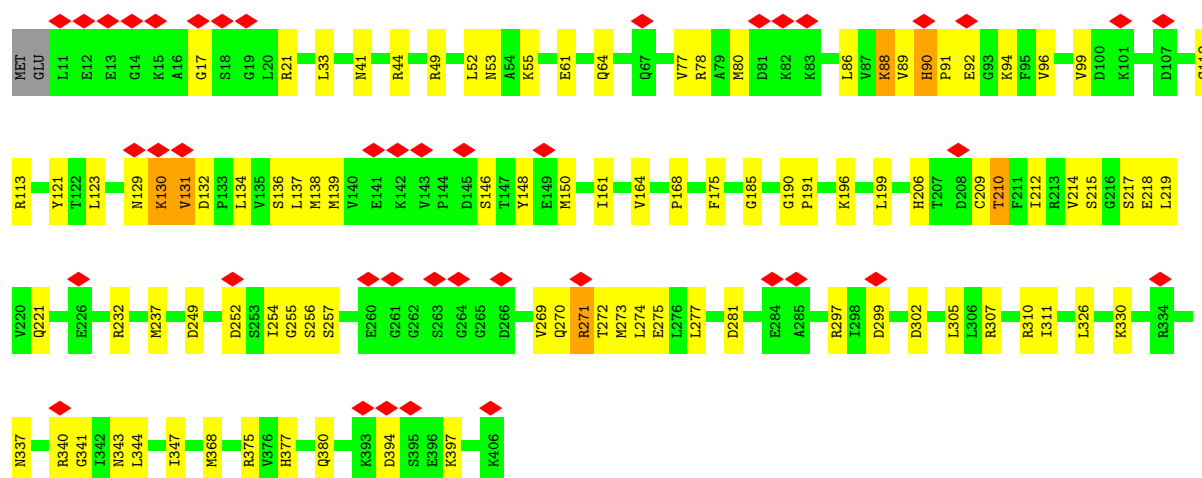 MET GLU L11 E12 E13 G14 K15 A16 G17 S18 G19 L20 R21 L33 N41 R44 R49 L52 N53 A54 K55 E61 Q64 Q67 V77 R78 A79 M80 D81 K82 K83 L86 V87 K88 V89 H90 P91 E92 G93 K94 F95 V96 V99 D100 K101 D107
R113 Y121 T122 L123 N129 K130 V131 D132 P133 L134 V135 S136 L137 M138 M139 V140 E141 K142 V143 P144 D145 S146 T147 Y148 E149 M150 I161 V164 P168 F175 G185 G190 P191 K196 L199 H206 T207 D208 C209 T210 F211 I212 R213 V214 S215 G216 S217 E218 L219
V220 Q221 E226 R232 M237 D249 D252 S253 I254 G255 S256 S257 E260 G261 G262 S263 G264 G265 D266 V269 Q270 R271 T272 M273 L274 E275 L276 L277 D281 E284 A285 R297 I298 D299 D302 L305 L306 R307 R310 I311 L326 K330 R334
N337 R340 G341 I342 N343 L344 I347 M368 R375 V376 H377 Q380 K393 D394 S395 E396 K397 K406